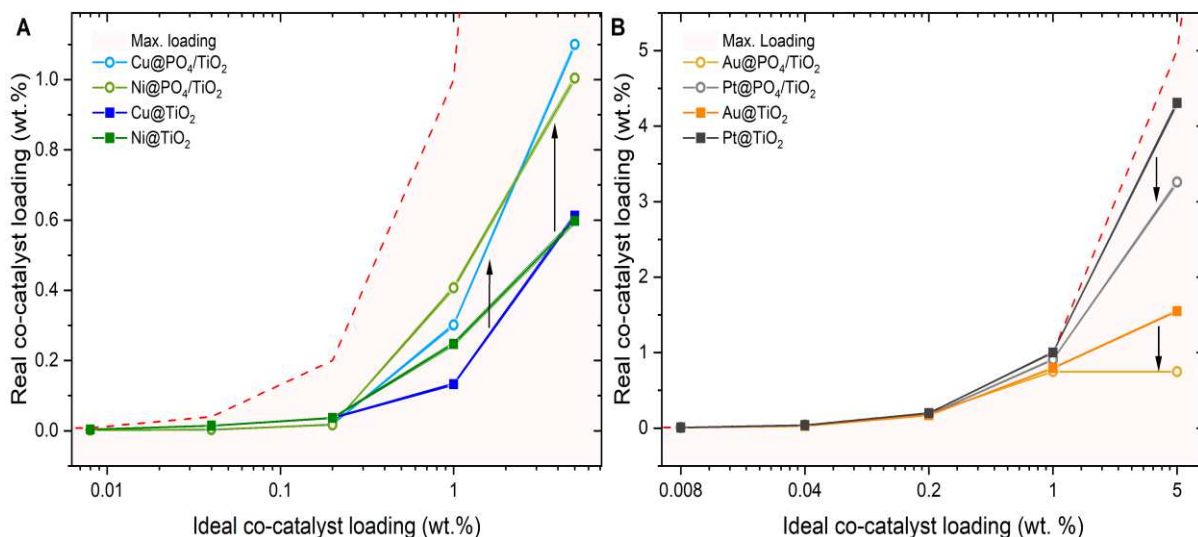 A
Max. loading
Cu@PO₄/TiO₂
Ni@PO₄/TiO₂
Cu@TiO₂
Ni@TiO₂
Real co-catalyst loading (wt.%)
1.0
0.8
0.6
0.4
0.2
0.0
0.01 0.1 1
Ideal co-catalyst loading (wt.%)
B
Max. Loading
Au@PO₄/TiO₂
Pt@PO₄/TiO₂
Au@TiO₂
Pt@TiO₂
Real co-catalyst loading (wt.%)
5
4
3
2
1
0
0.008 0.04 0.2 1 5
Ideal co-catalyst loading (wt.%)